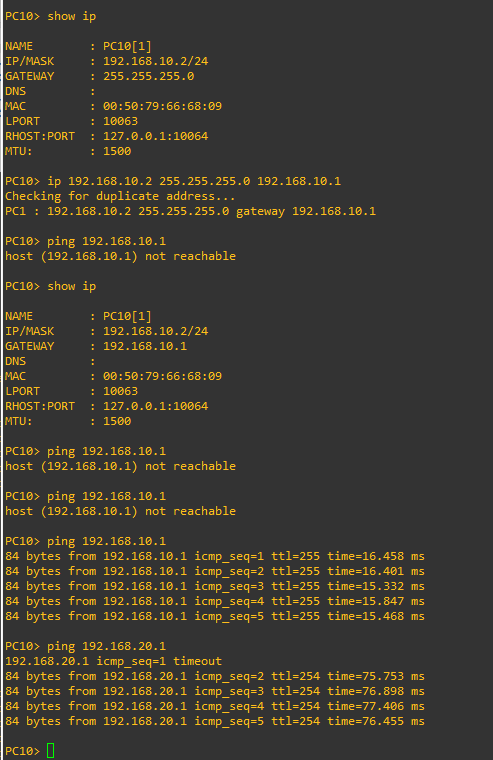 PC10> show ip
NAME        : PC10[1]
IP/MASK     : 192.168.10.2/24
GATEWAY     : 255.255.255.0
DNS         :
MAC         : 00:50:79:66:68:09
LPORT       : 10063
RHOST:PORT  : 127.0.0.1:10064
MTU:        : 1500
PC10> ip 192.168.10.2 255.255.255.0 192.168.10.1
Checking for duplicate address...
PC1 : 192.168.10.2 255.255.255.0 gateway 192.168.10.1
PC10> ping 192.168.10.1
host (192.168.10.1) not reachable
PC10> show ip
NAME        : PC10[1]
IP/MASK     : 192.168.10.2/24
GATEWAY     : 192.168.10.1
DNS         :
MAC         : 00:50:79:66:68:09
LPORT       : 10063
RHOST:PORT  : 127.0.0.1:10064
MTU:        : 1500
PC10> ping 192.168.10.1
host (192.168.10.1) not reachable
PC10> ping 192.168.10.1
host (192.168.10.1) not reachable
PC10> ping 192.168.10.1
84 bytes from 192.168.10.1 icmp_seq=1 ttl=255 time=16.458 ms
84 bytes from 192.168.10.1 icmp_seq=2 ttl=255 time=16.401 ms
84 bytes from 192.168.10.1 icmp_seq=3 ttl=255 time=15.332 ms
84 bytes from 192.168.10.1 icmp_seq=4 ttl=255 time=15.847 ms
84 bytes from 192.168.10.1 icmp_seq=5 ttl=255 time=15.468 ms
PC10> ping 192.168.20.1
192.168.20.1 icmp_seq=1 timeout
84 bytes from 192.168.20.1 icmp_seq=2 ttl=254 time=75.753 ms
84 bytes from 192.168.20.1 icmp_seq=3 ttl=254 time=76.898 ms
84 bytes from 192.168.20.1 icmp_seq=4 ttl=254 time=77.406 ms
84 bytes from 192.168.20.1 icmp_seq=5 ttl=254 time=76.455 ms
PC10>